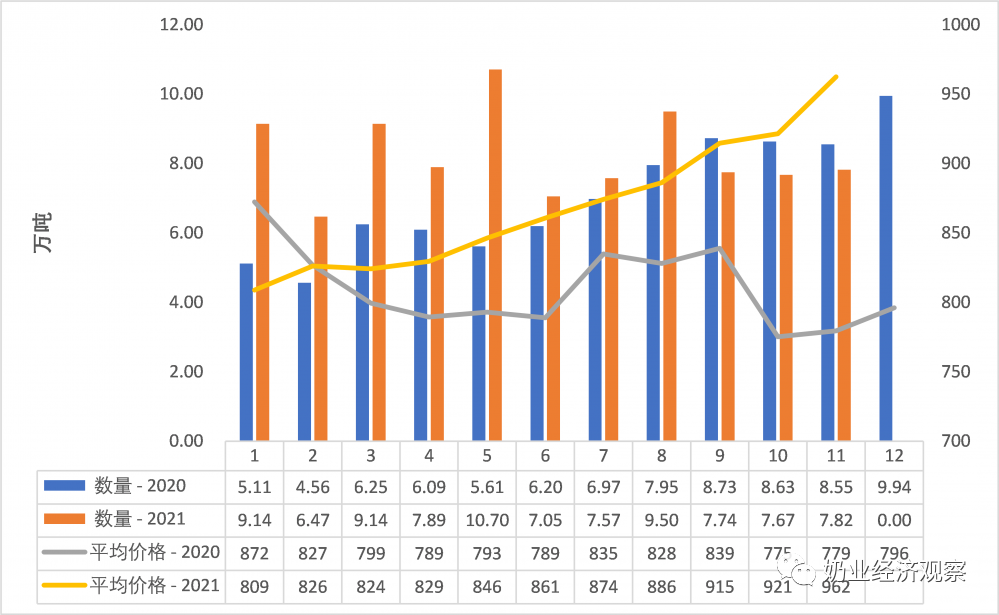 12.00 1000
10.00 950
8.00 900
6.00 850
4.00 800
2.00 750
0.00 700
万吨
1 2 3 4 5 6 7 8 9 10 11 12
数量 - 2020 5.11 4.56 6.25 6.09 5.61 6.20 6.97 7.95 8.73 8.63 8.55 9.94
数量 - 2021 9.14 6.47 9.14 7.89 10.70 7.05 7.57 9.50 7.74 7.67 7.82 0.00
平均价格 - 2020 872 827 799 789 793 789 835 828 839 775 779 796
平均价格 - 2021 809 826 824 829 846 861 874 886 915 921 962
奶业经济观察